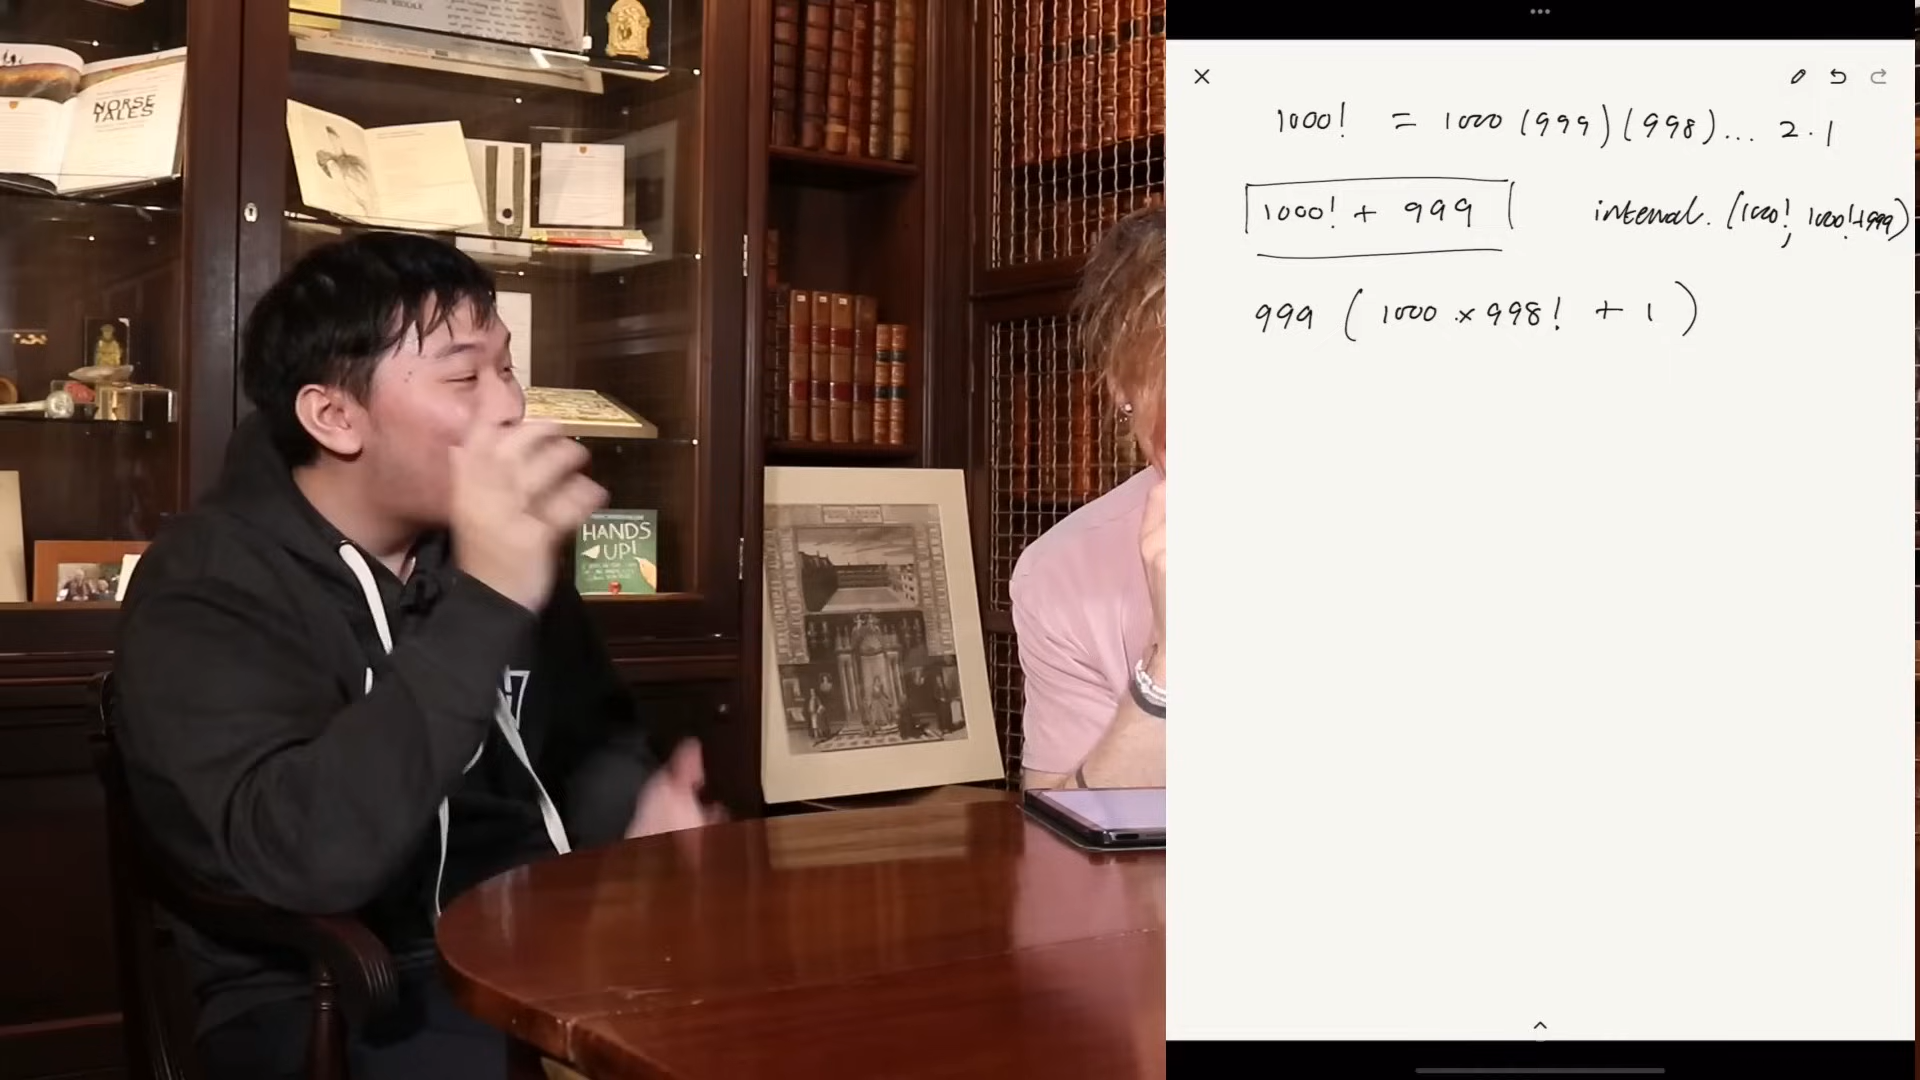 NORSE
TALES
HANDS
UP!
1000! = 1000 (999)(998)... 2.1
1000! + 999 interval. (1000!, 1000!+999)
999 ( 1000 × 998! + 1 )